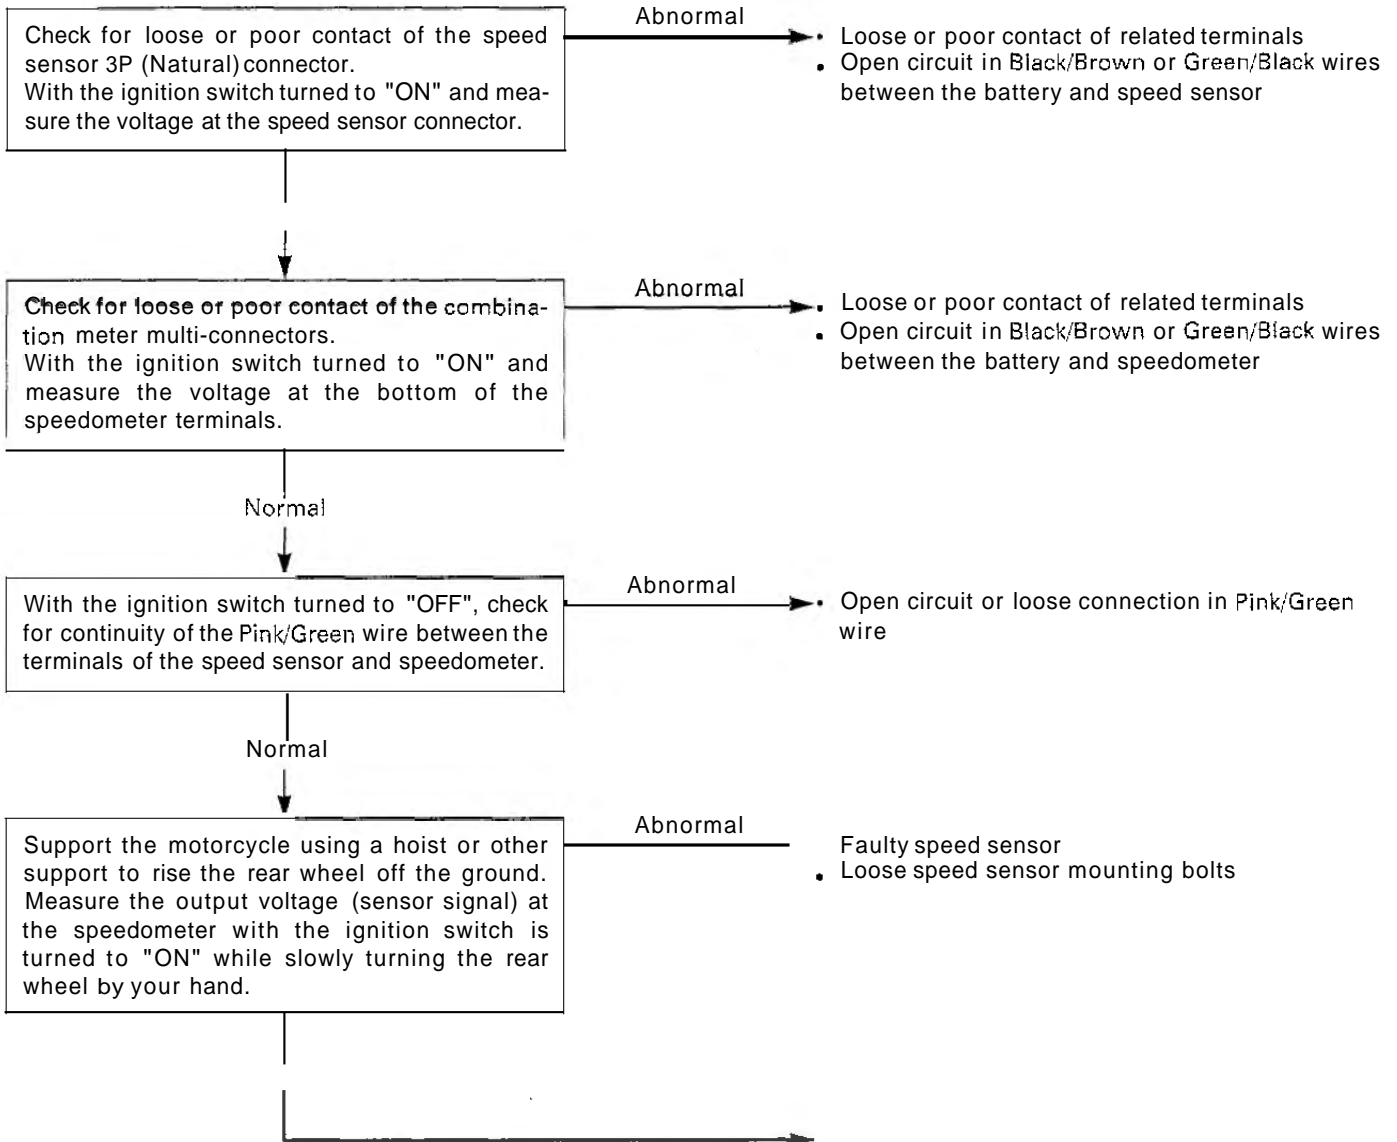 Abnormal
Check for loose or poor contact of the speed
sensor 3P (Natural) connector.
With the ignition switch turned to "ON" and mea-
sure the voltage at the speed sensor connector.
• Loose or poor contact of related terminals
• Open circuit in Black/Brown or Green/Black wires
between the battery and speed sensor
Abnormal
Check for loose or poor contact of the combina-
tion meter multi-connectors.
With the ignition switch turned to "ON" and
measure the voltage at the bottom of the
speedometer terminals.
• Loose or poor contact of related terminals
• Open circuit in Black/Brown or Green/Black wires
between the battery and speedometer
Normal
Abnormal
With the ignition switch turned to "OFF", check
for continuity of the Pink/Green wire between the
terminals of the speed sensor and speedometer.
• Open circuit or loose connection in Pink/Green
wire
Normal
Abnormal
Support the motorcycle using a hoist or other
support to rise the rear wheel off the ground.
Measure the output voltage (sensor signal) at
the speedometer with the ignition switch is
turned to "ON" while slowly turning the rear
wheel by your hand.
Faulty speed sensor
• Loose speed sensor mounting bolts